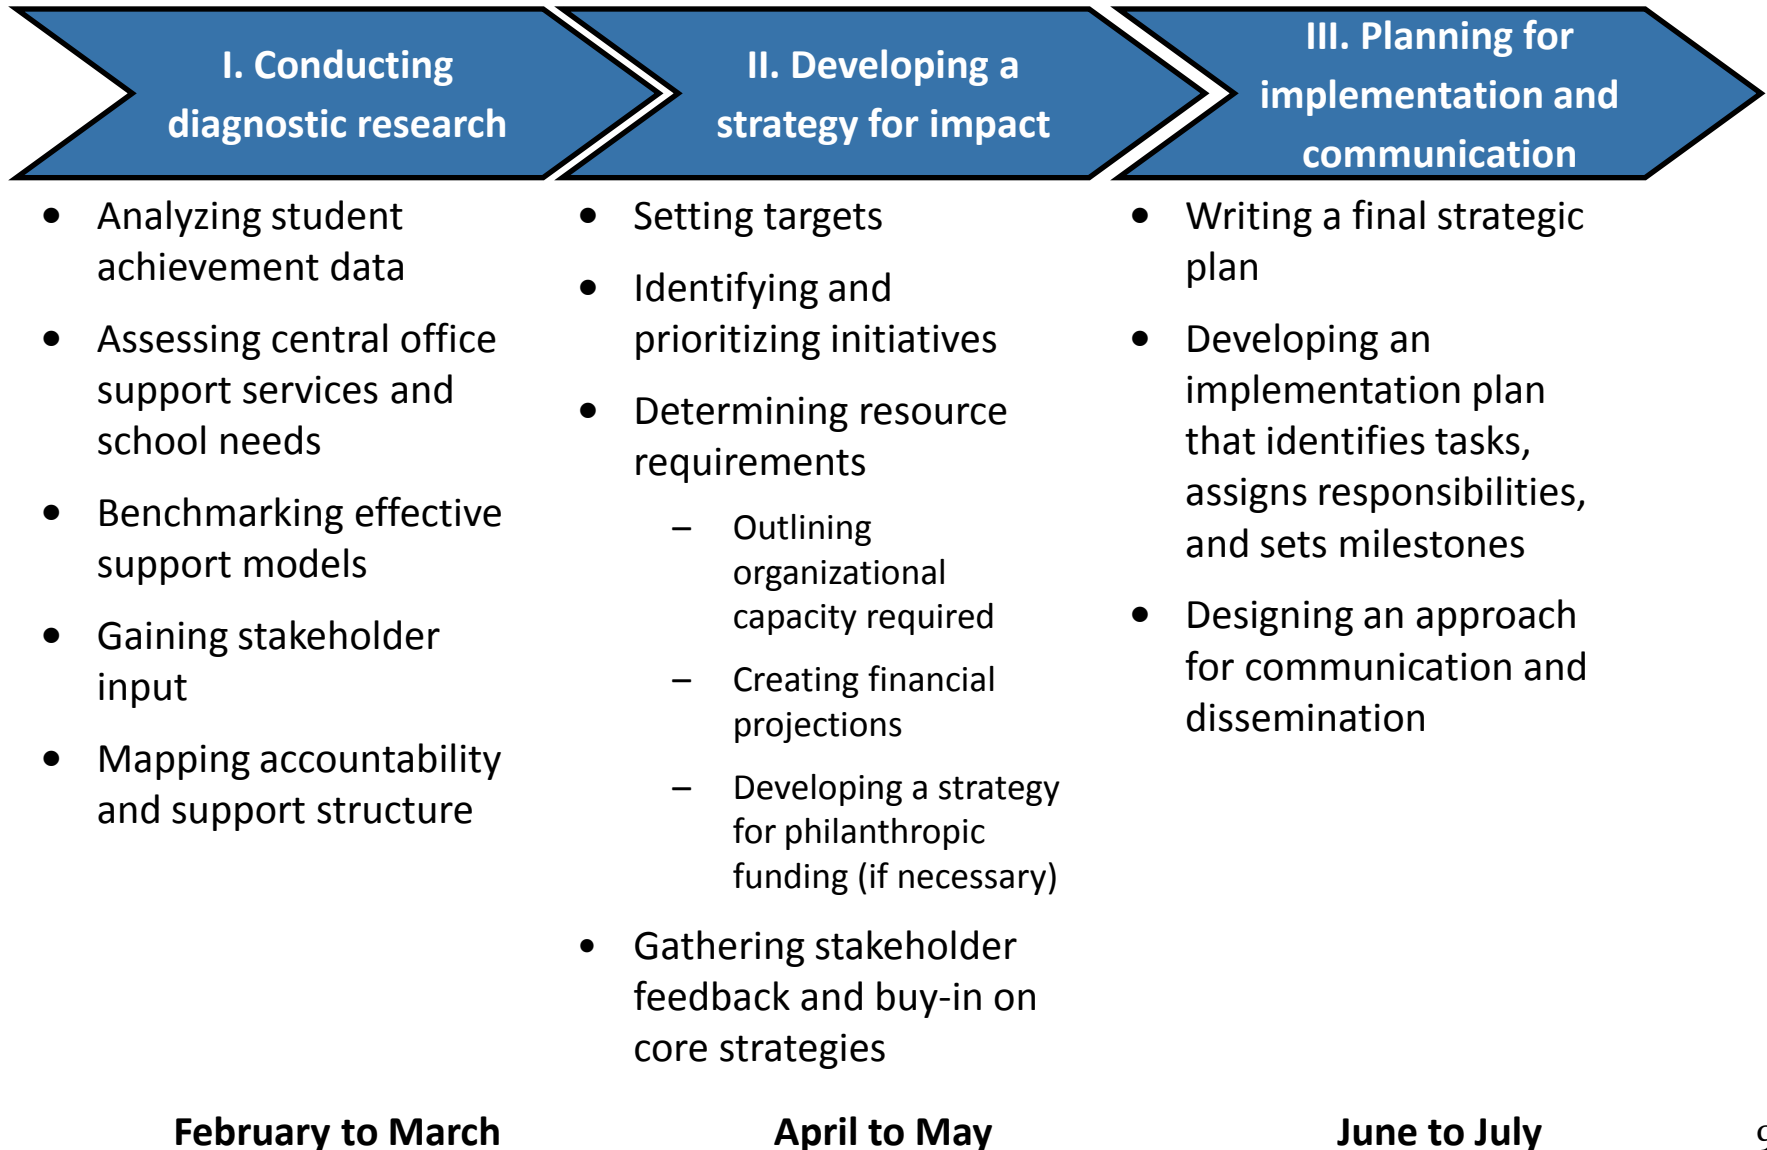 I. Conducting
diagnostic research
• Analyzing student
achievement data
• Assessing central office
support services and
school needs
• Benchmarking effective
support models
• Gaining stakeholder
input
• Mapping accountability
and support structure
February to March
II. Developing a
strategy for impact
• Setting targets
• Identifying and
prioritizing initiatives
• Determining resource
requirements
– Outlining
organizational
capacity required
– Creating financial
projections
– Developing a strategy
for philanthropic
funding (if necessary)
• Gathering stakeholder
feedback and buy-in on
core strategies
April to May
III. Planning for
implementation and
communication
• Writing a final strategic
plan
• Developing an
implementation plan
that identifies tasks,
assigns responsibilities,
and sets milestones
• Designing an approach
for communication and
dissemination
June to July